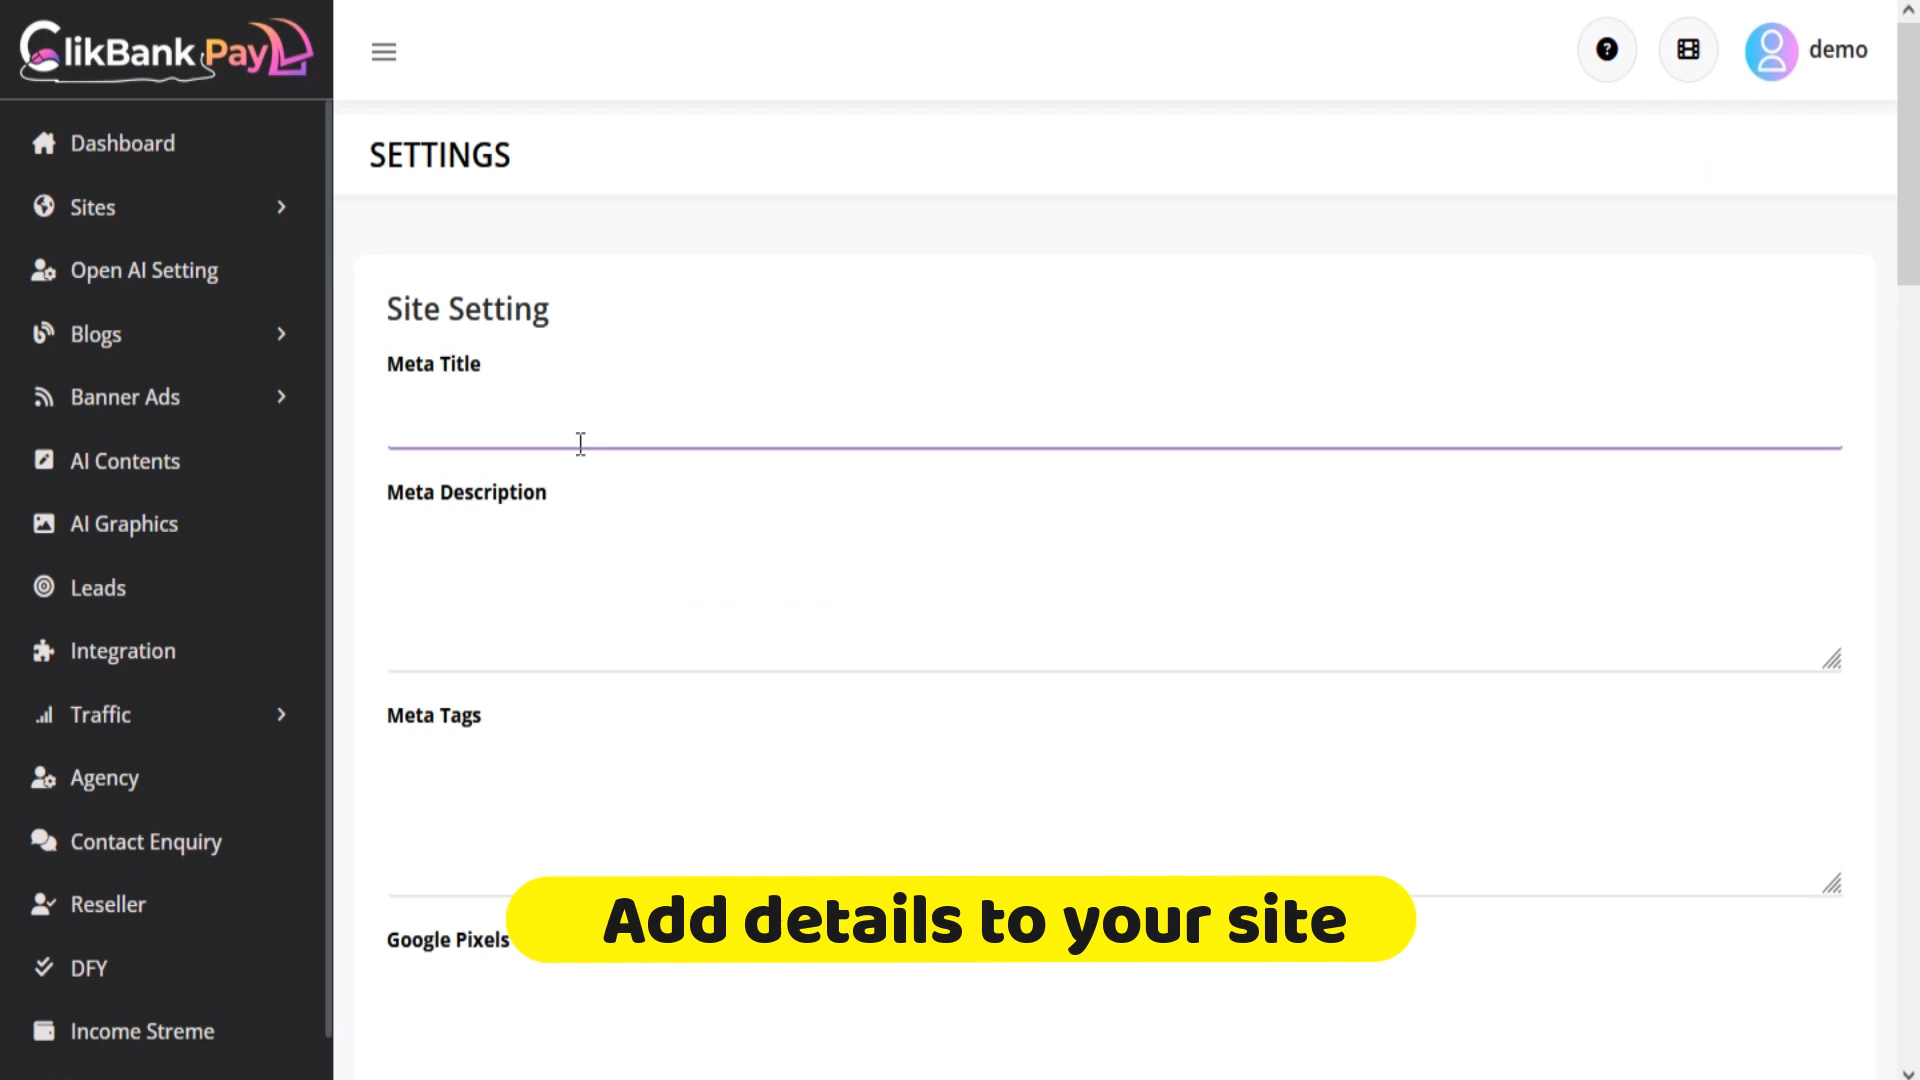 ClikBank Pay
demo
Dashboard
Sites
Open AI Setting
Blogs
Banner Ads
AI Contents
AI Graphics
Leads
Integration
Traffic
Agency
Contact Enquiry
Reseller
DFY
Income Streme
SETTINGS
Site Setting
Meta Title
Meta Description
Meta Tags
Google Pixels
Add details to your site